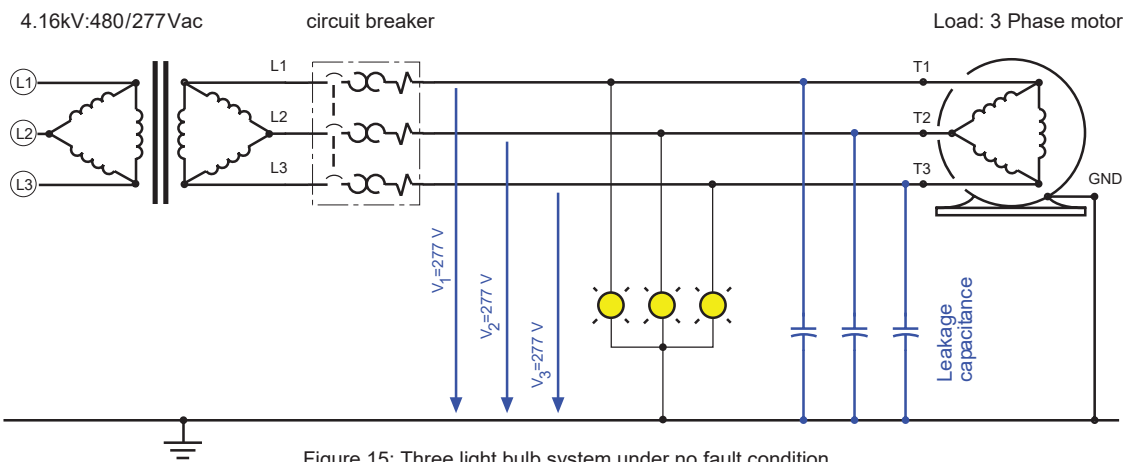 4.16kV:480/277Vac
circuit breaker
Load: 3 Phase motor
L1
L2
L3
L1
L2
L3
T1
T2
T3
GND
V1=277 V
V2=277 V
V3=277 V
Leakage
capacitance
Figure 15: Three light bulb system under no fault condition